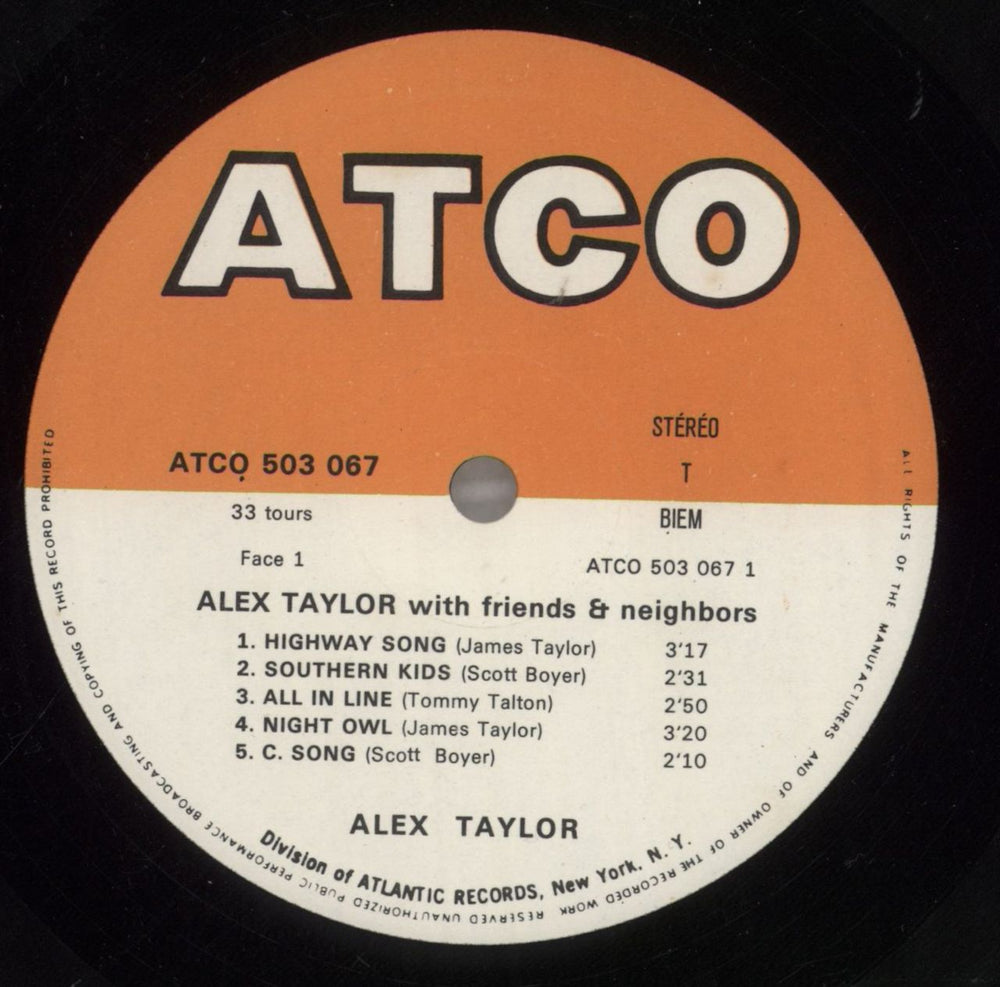 ATCO
STÉRÉO
ATCO 503 067
T
33 tours
BIEM
Face 1
ATCO 503 067 1
ALEX TAYLOR with friends & neighbors
1. HIGHWAY SONG (James Taylor) 3'17
2. SOUTHERN KIDS (Scott Boyer) 2'31
3. ALL IN LINE (Tommy Talton) 2'50
4. NIGHT OWL (James Taylor) 3'20
5. C. SONG (Scott Boyer) 2'10
ALEX TAYLOR
Division of ATLANTIC RECORDS, New York, N. Y.
ALL RIGHTS OF THE MANUFACTURERS AND OF OWNER OF THE RECORDED WORK RESERVED UNAUTHORIZED PUBLIC PERFORMANCE BROADCASTING AND COPYING OF THIS RECORD PROHIBITED